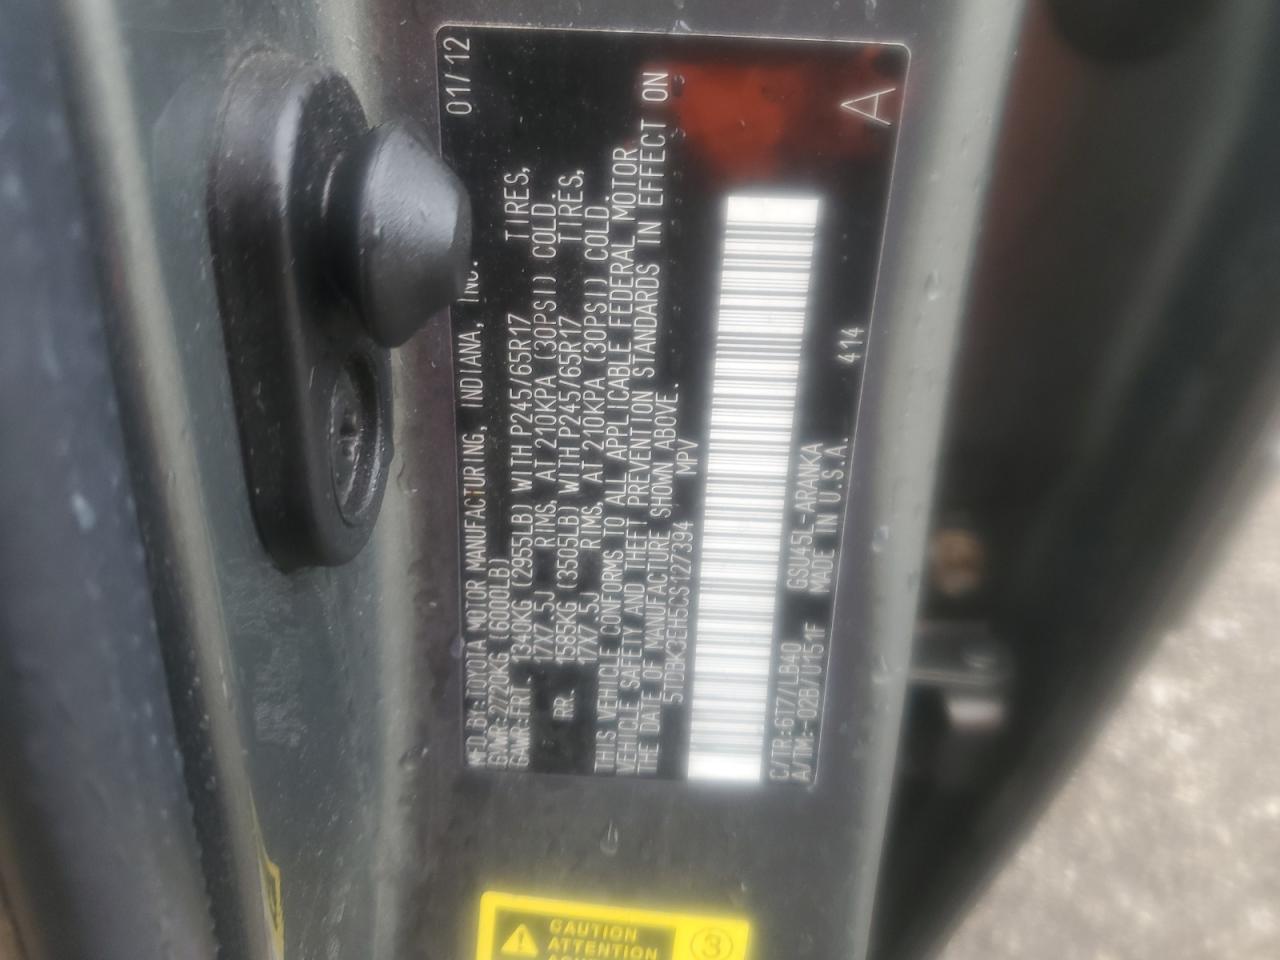 MFD.BY:TOYOTA MOTOR MANUFACTURING, INDIANA, INC. 01/12
GVWR:2720KG (6000LB)
GAWR:FRT. 1340KG (2955LB) WITH P245/65R17 TIRES,
17X7.5J RIMS, AT 210KPA (30PSI) COLD.
RR. 1585KG (3505LB) WITH P245/65R17 TIRES,
17X7.5J RIMS, AT 210KPA (30PSI) COLD.
THIS VEHICLE CONFORMS TO ALL APPLICABLE FEDERAL MOTOR
VEHICLE SAFETY AND THEFT PREVENTION STANDARDS IN EFFECT ON
THE DATE OF MANUFACTURE SHOWN ABOVE.
5TDBK3EH5CS127394 MPV
A
C/TR:6T7//LB40 GSU45L-ARANKA 414
A/TM:-02B/U151F MADE IN U.S.A.
CAUTION
ATTENTION
3